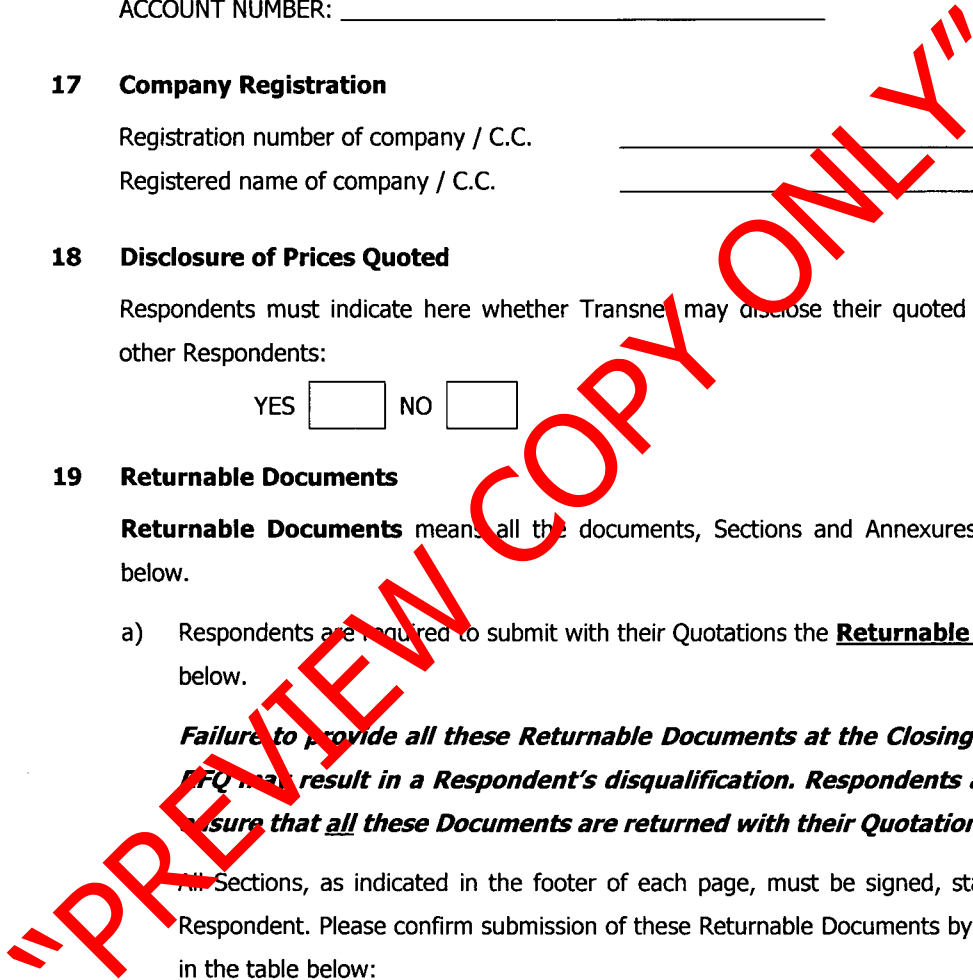 ACCOUNT NUMBER:
17 Company Registration
Registration number of company / C.C.
Registered name of company / C.C.
18 Disclosure of Prices Quoted
Respondents must indicate here whether Transnet may disclose their quoted
other Respondents:
YES NO
19 Returnable Documents
Returnable Documents means all the documents, Sections and Annexures
below.
a) Respondents are required to submit with their Quotations the Returnable
below.
Failure to provide all these Returnable Documents at the Closing
RFQ may result in a Respondent's disqualification. Respondents a
ensure that all these Documents are returned with their Quotation
All Sections, as indicated in the footer of each page, must be signed, sta
Respondent. Please confirm submission of these Returnable Documents by
in the table below:
"PREVIEW COPY ONLY"